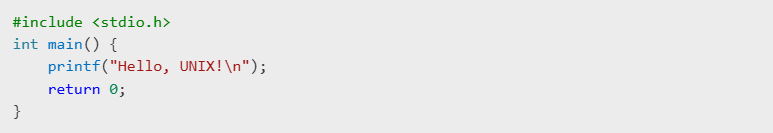 #include <stdio.h>
int main() {
    printf("Hello, UNIX!\n");
    return 0;
}